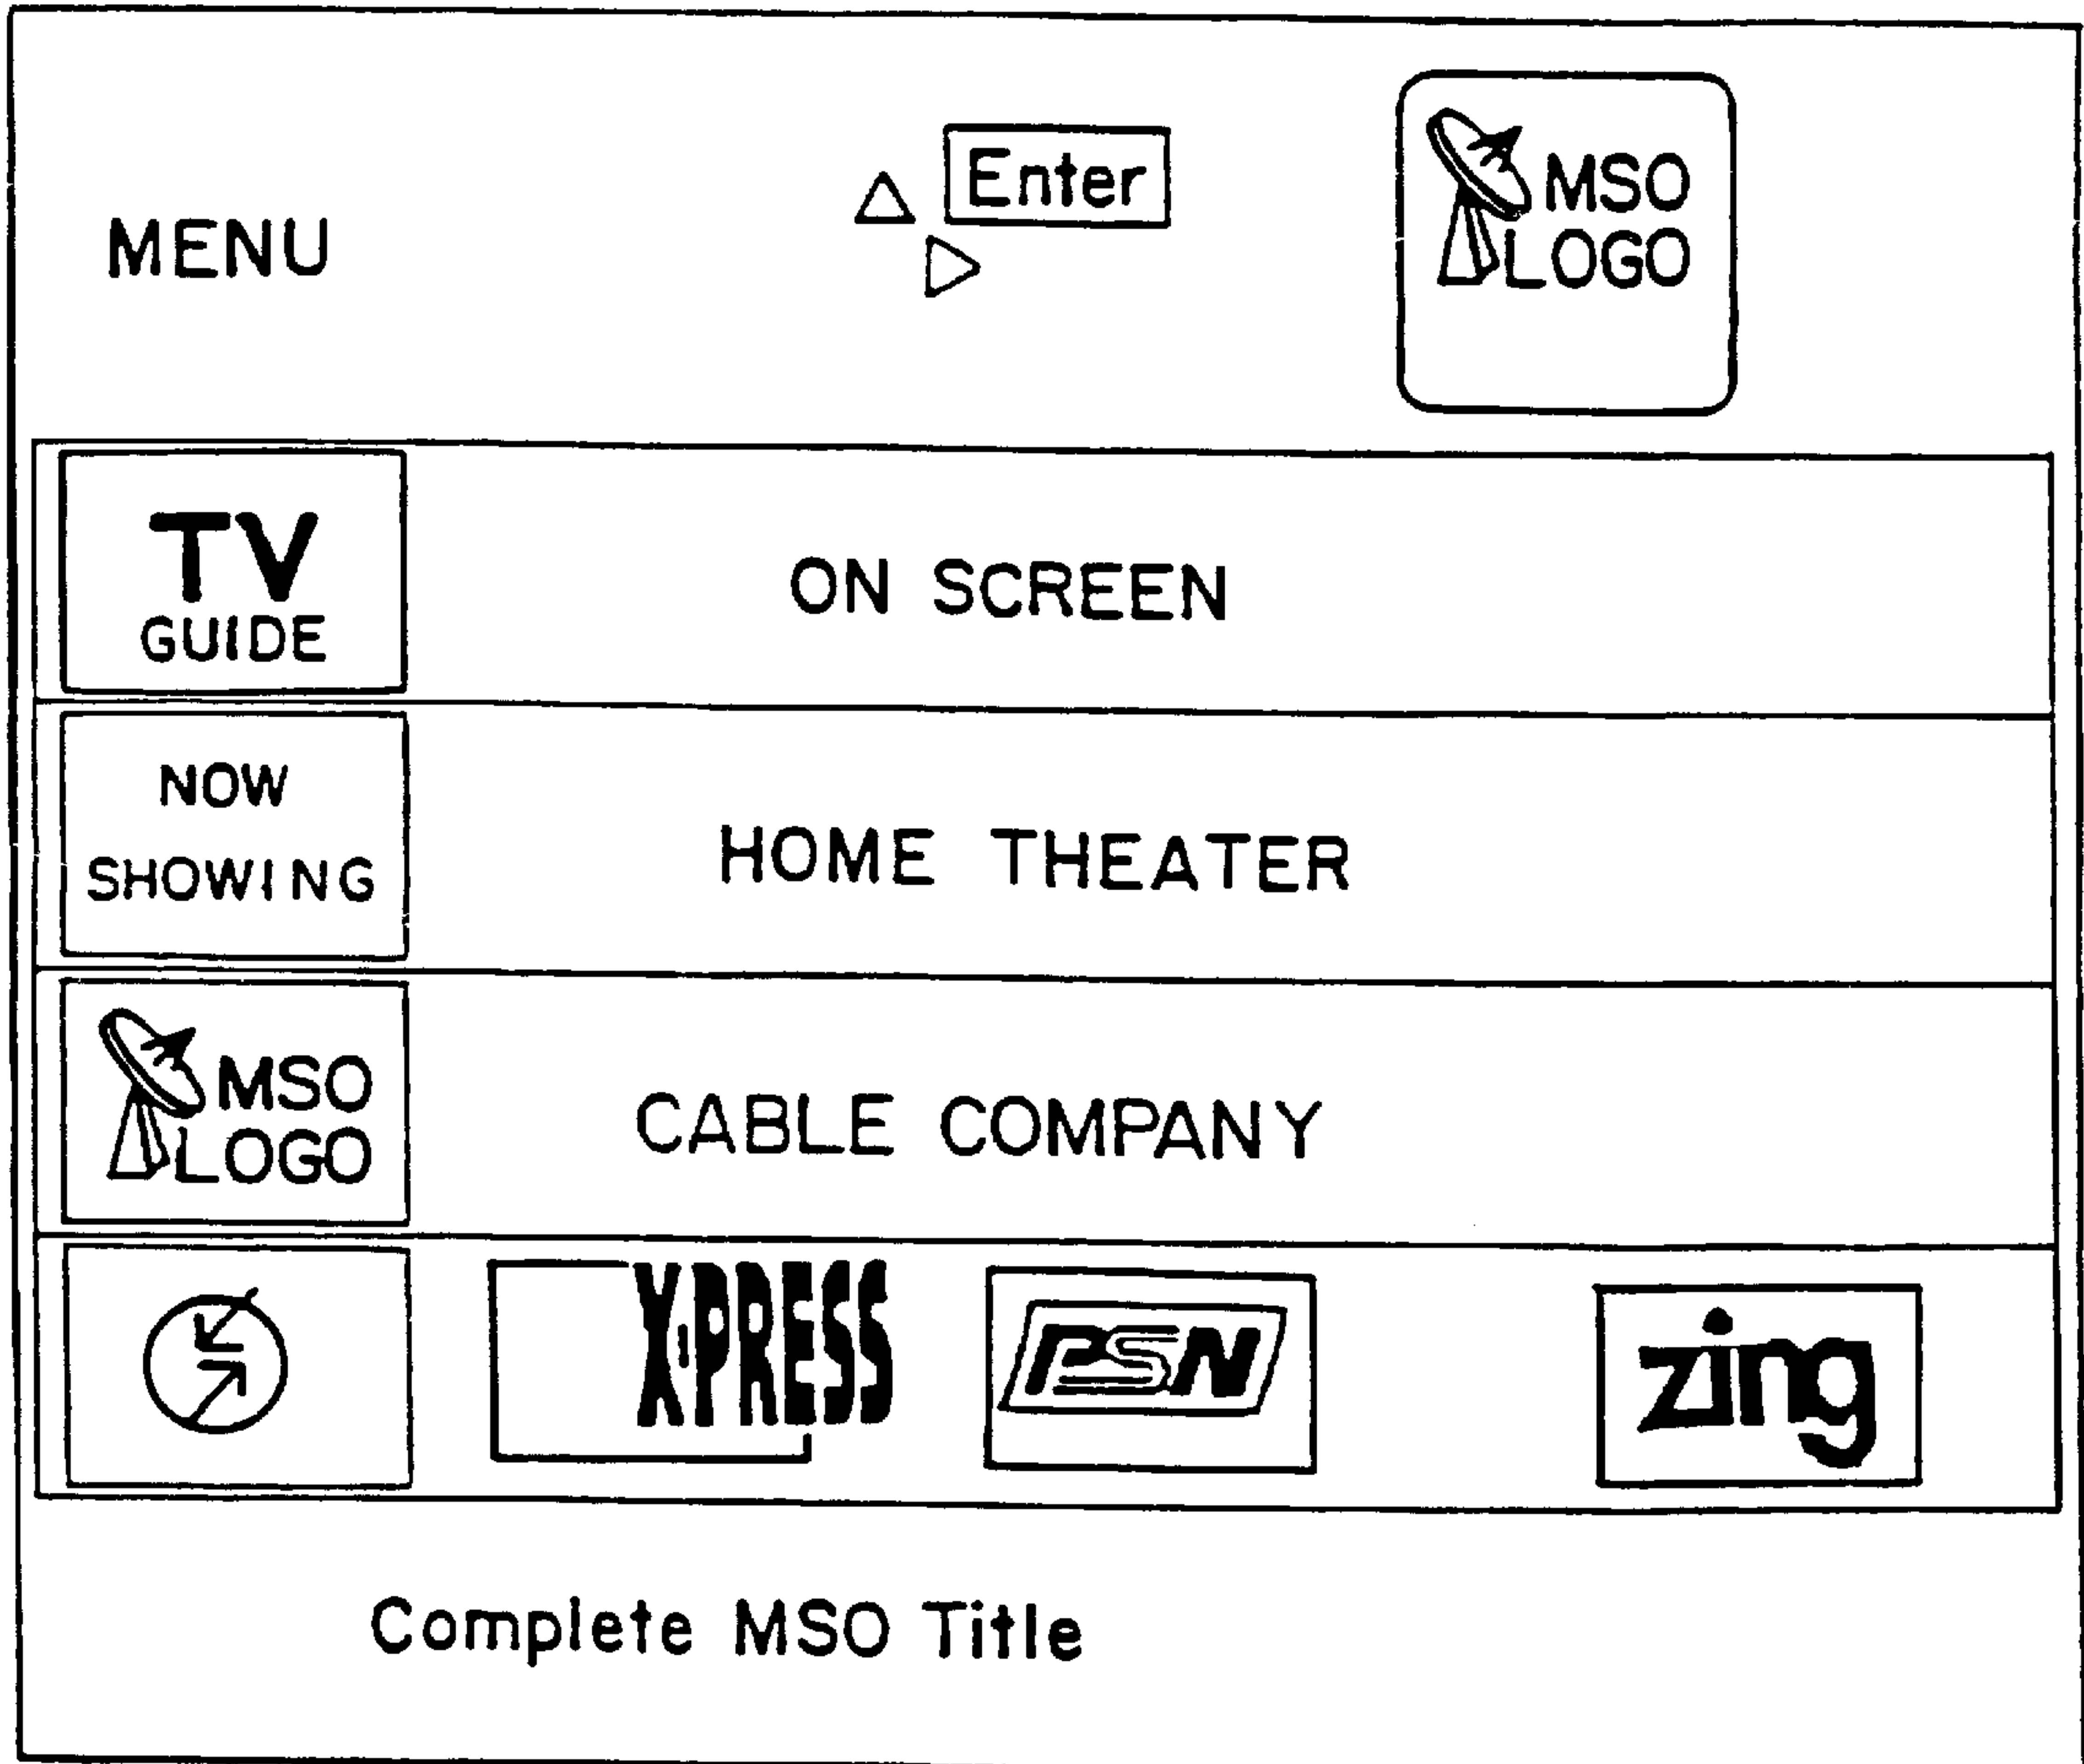 MENU
Enter
MSO
LOGO
TV
GUIDE
ON SCREEN
NOW
SHOWING
HOME THEATER
MSO
LOGO
CABLE COMPANY
X•PRESS
PSN
zing
Complete MSO Title